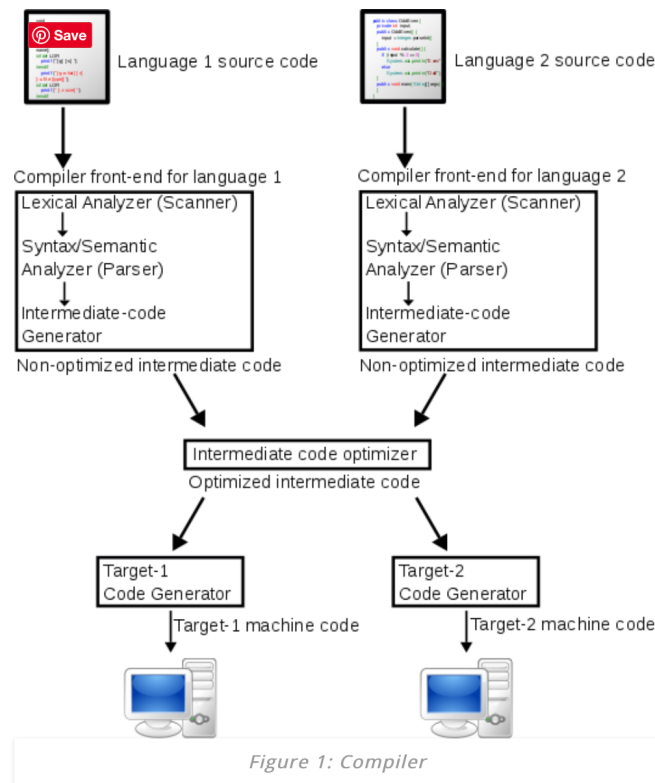 Save
Language 1 source code
Language 2 source code
Compiler front-end for language 1
Lexical Analyzer (Scanner)
Syntax/Semantic
Analyzer (Parser)
Intermediate-code
Generator
Non-optimized intermediate code
Compiler front-end for language 2
Lexical Analyzer (Scanner)
Syntax/Semantic
Analyzer (Parser)
Intermediate-code
Generator
Non-optimized intermediate code
Intermediate code optimizer
Optimized intermediate code
Target-1
Code Generator
Target-1 machine code
Target-2
Code Generator
Target-2 machine code
Figure 1: Compiler